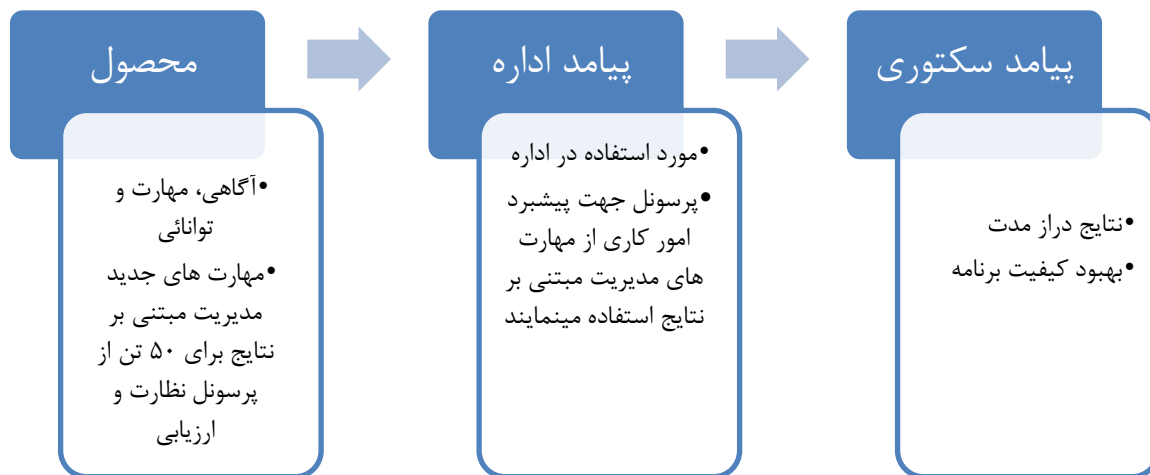 محصول
•آگاهی، مهارت و
توانائی
•مهارت های جدید
مدیریت مبتنی بر
نتایج برای ۵۰ تن از
پرسونل نظارت و
ارزیابی
پیامد اداره
•مورد استفاده در اداره
•پرسونل جهت پیشبرد
امور کاری از مهارت
های مدیریت مبتنی بر
نتایج استفاده مینمایند
پیامد سکتوری
•نتایج دراز مدت
•بهبود کیفیت برنامه